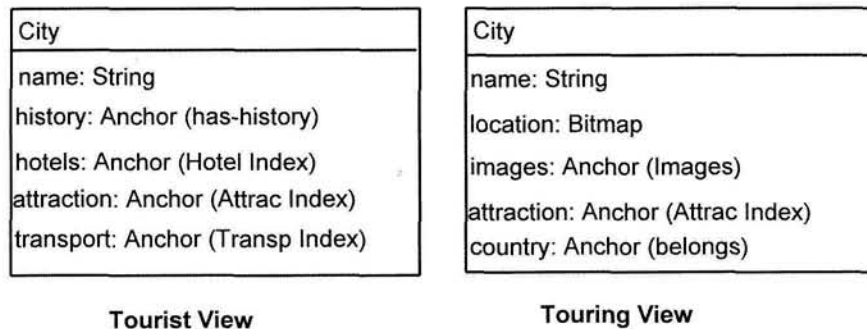 City
name: String
history: Anchor (has-history)
hotels: Anchor (Hotel Index)
attraction: Anchor (Attrac Index)
transport: Anchor (Transp Index)
Tourist View
City
name: String
location: Bitmap
images: Anchor (Images)
attraction: Anchor (Attrac Index)
country: Anchor (belongs)
Touring View